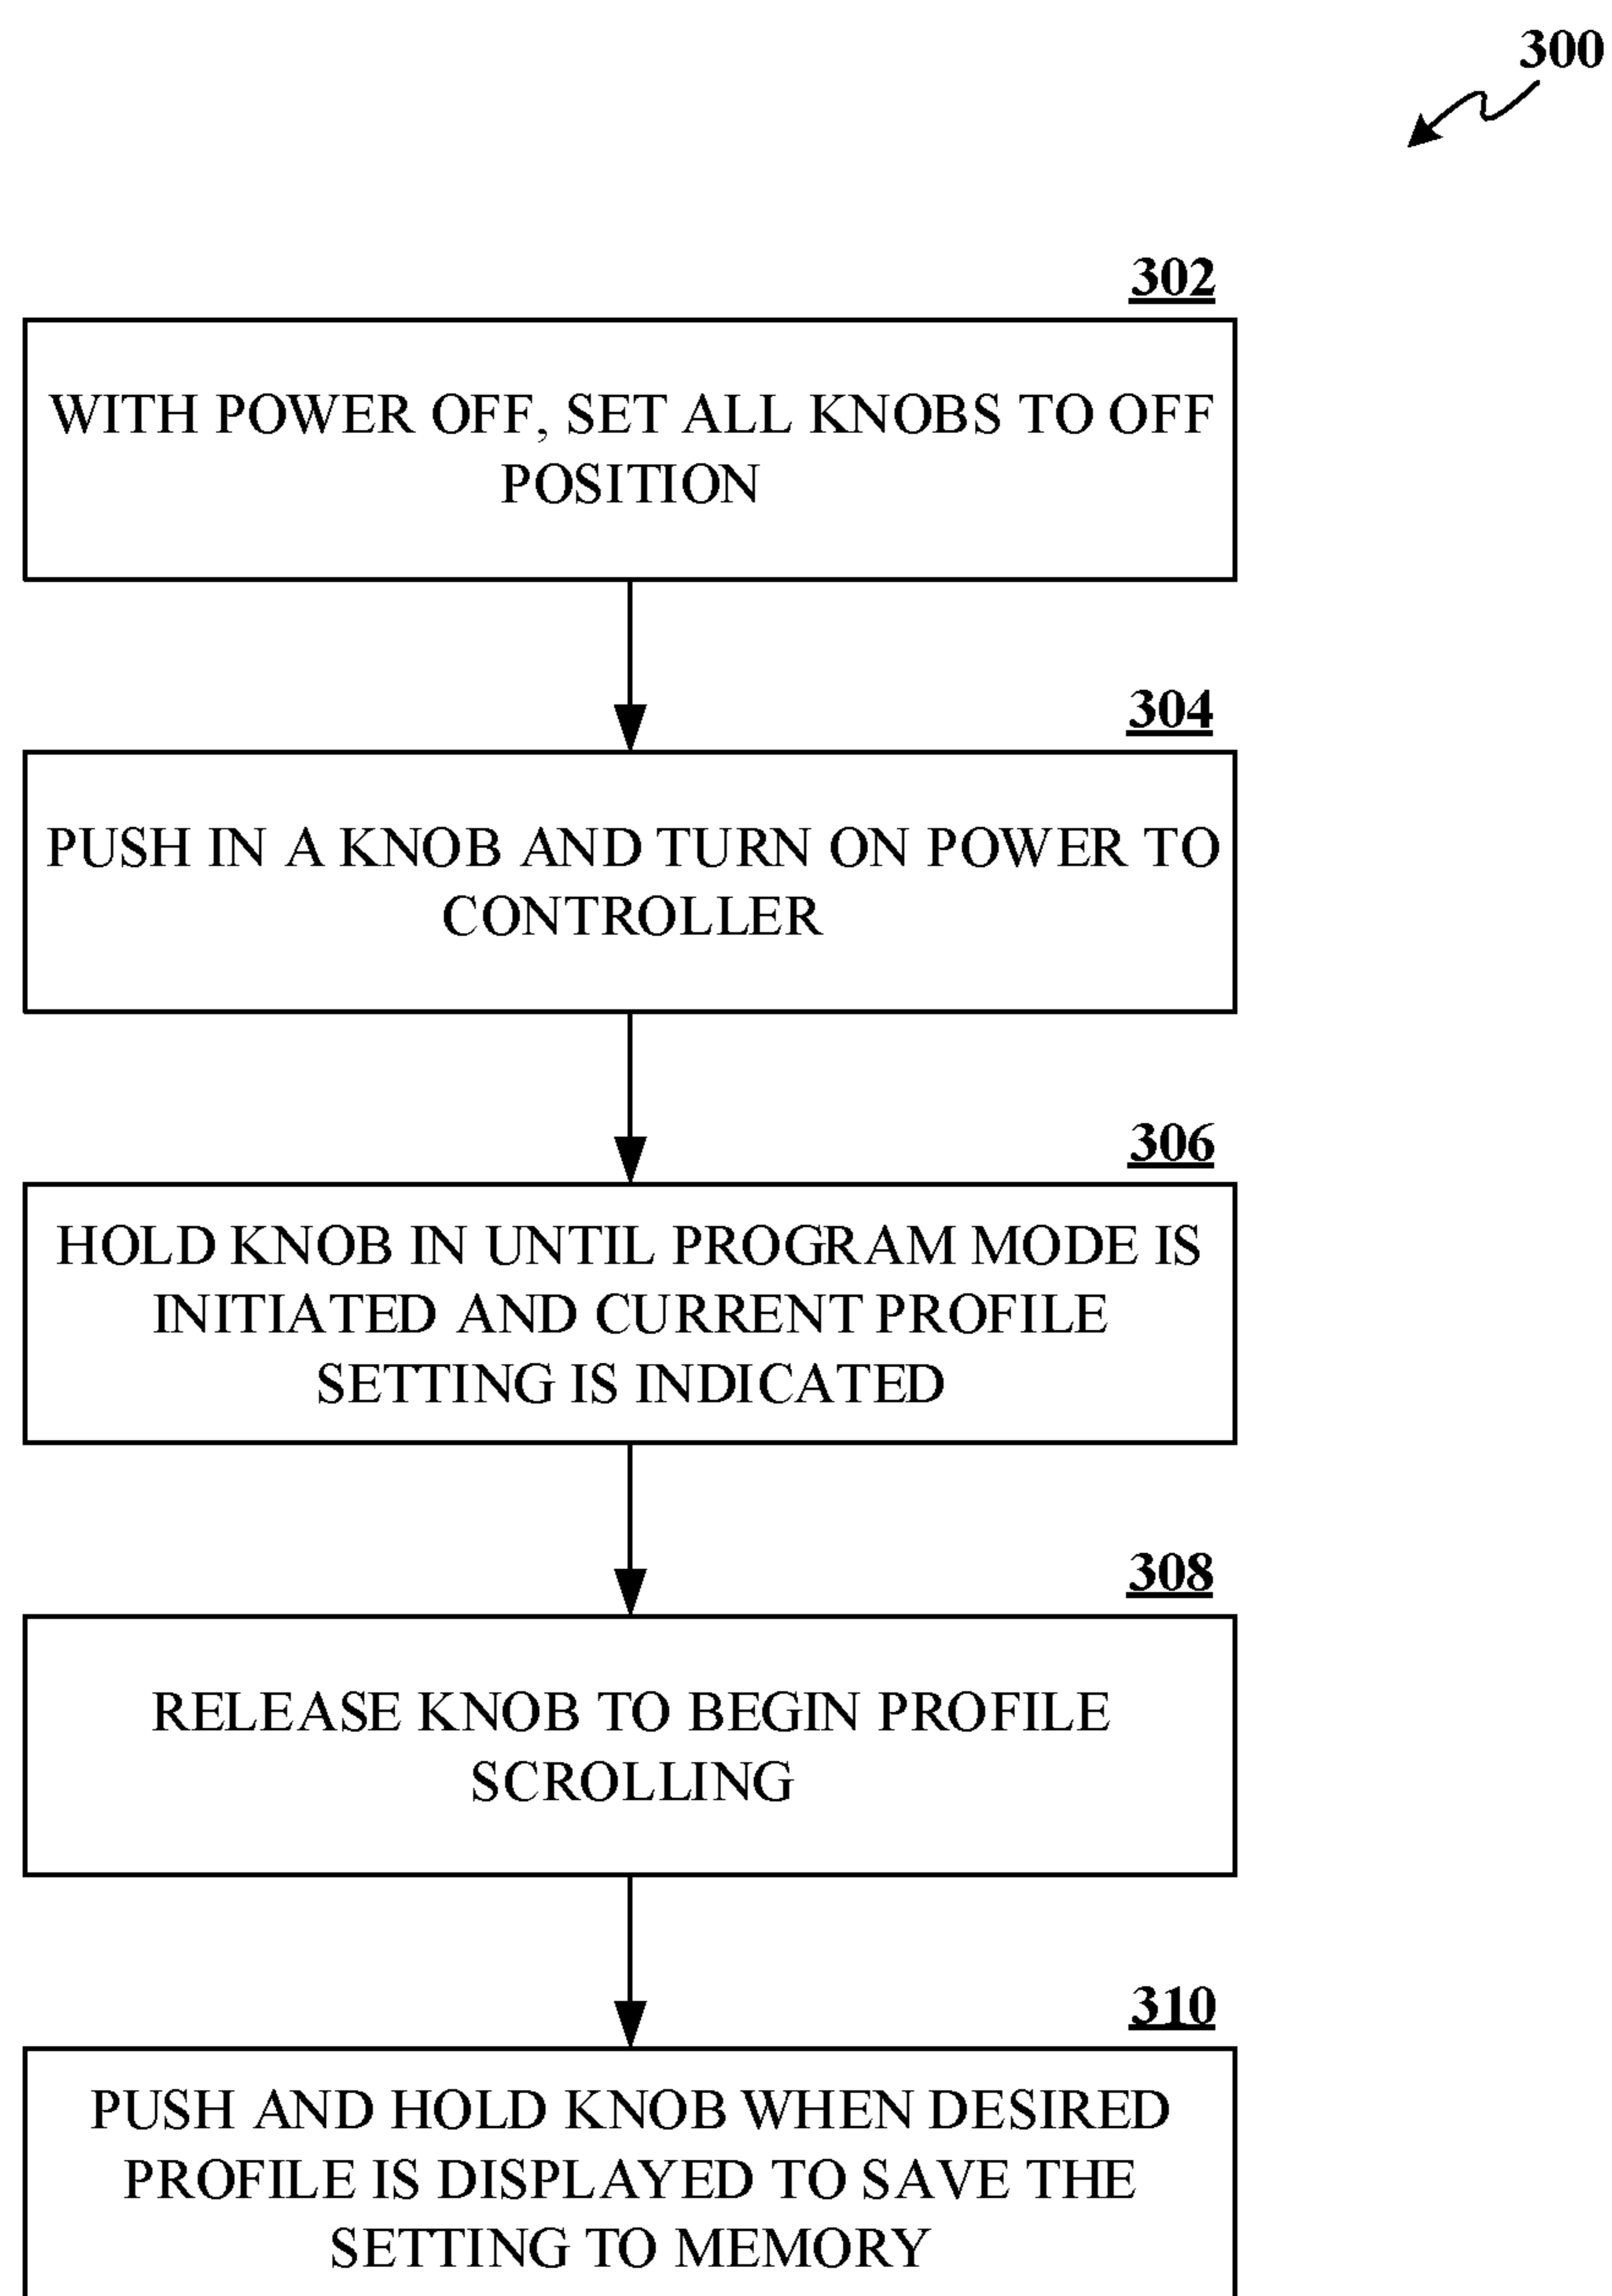 300
302
WITH POWER OFF, SET ALL KNOBS TO OFF
POSITION
304
PUSH IN A KNOB AND TURN ON POWER TO
CONTROLLER
306
HOLD KNOB IN UNTIL PROGRAM MODE IS
INITIATED AND CURRENT PROFILE
SETTING IS INDICATED
308
RELEASE KNOB TO BEGIN PROFILE
SCROLLING
310
PUSH AND HOLD KNOB WHEN DESIRED
PROFILE IS DISPLAYED TO SAVE THE
SETTING TO MEMORY